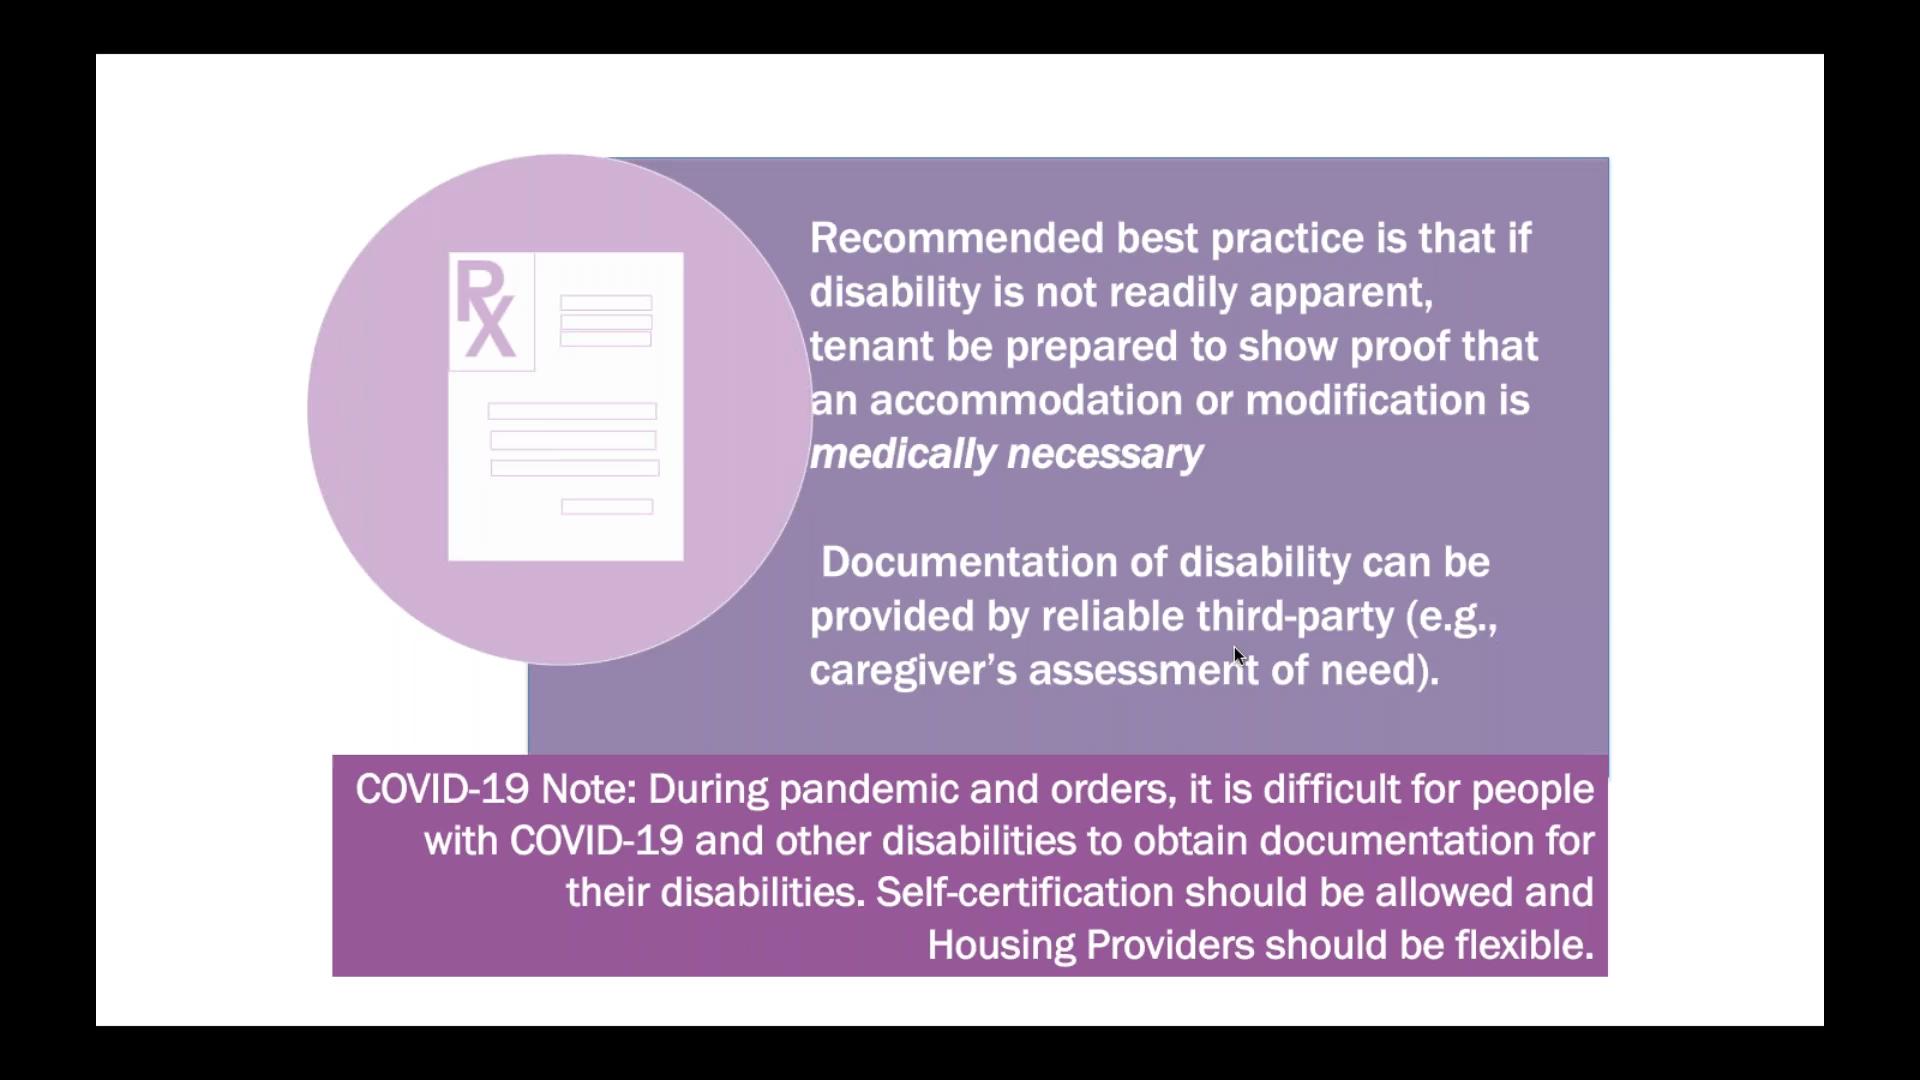 Rx
Recommended best practice is that if
disability is not readily apparent,
tenant be prepared to show proof that
an accommodation or modification is
medically necessary
Documentation of disability can be
provided by reliable third-party (e.g.,
caregiver’s assessment of need).
COVID-19 Note: During pandemic and orders, it is difficult for people
with COVID-19 and other disabilities to obtain documentation for
their disabilities. Self-certification should be allowed and
Housing Providers should be flexible.